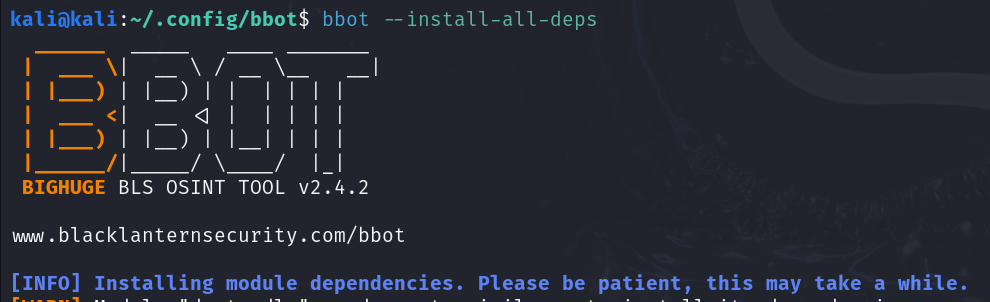 kali@kali:~/.config/bbot$ bbot --install-all-deps
BIGHUGE BLS OSINT TOOL v2.4.2
www.blacklanternsecurity.com/bbot
[INFO] Installing module dependencies. Please be patient, this may take a while.